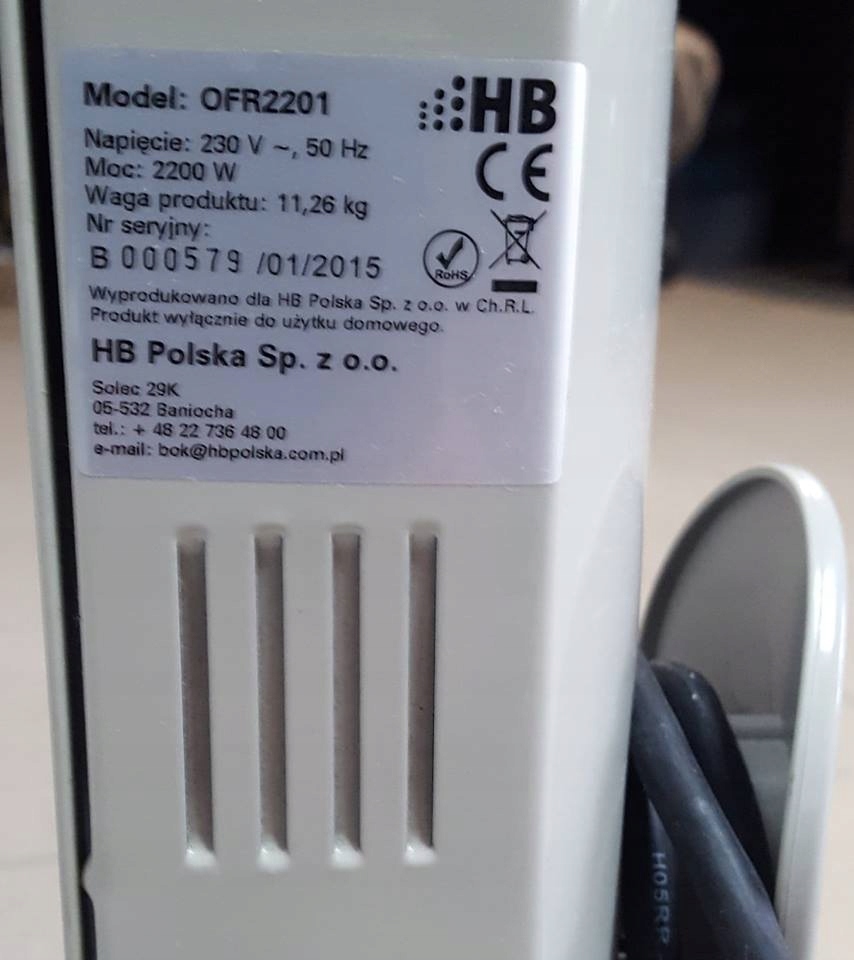 Model: OFR2201
HB
Napięcie: 230 V ~, 50 Hz
Moc: 2200 W
CE
Waga produktu: 11,26 kg
Nr seryjny:
B 000579 /01/2015
RoHS
Wyprodukowano dla HB Polska Sp. z o.o. w Ch.R.L.
Produkt wyłącznie do użytku domowego.
HB Polska Sp. z o.o.
Solec 29K
05-532 Baniocha
tel.: + 48 22 736 48 00
e-mail: bok@hbpolska.com.pl
H05RR